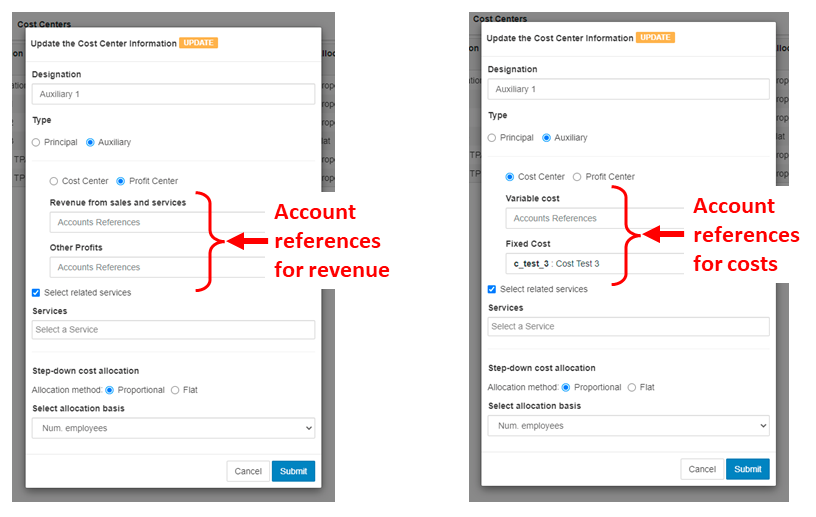 Cost Centers
Update the Cost Center Information UPDATE
Designation
Auxiliary 1
Type
Principal Auxiliary
Cost Center Profit Center
Revenue from sales and services
Accounts References
Other Profits
Accounts References
Select related services
Services
Select a Service
Step-down cost allocation
Allocation method: Proportional Flat
Select allocation basis
Num. employees
Cancel Submit
Account
references
for revenue
Cost Centers
Update the Cost Center Information UPDATE
Designation
Auxiliary 1
Type
Principal Auxiliary
Cost Center Profit Center
Variable cost
Accounts References
Fixed Cost
c_test_3 : Cost Test 3
Select related services
Services
Select a Service
Step-down cost allocation
Allocation method: Proportional Flat
Select allocation basis
Num. employees
Cancel Submit
Account
references
for costs